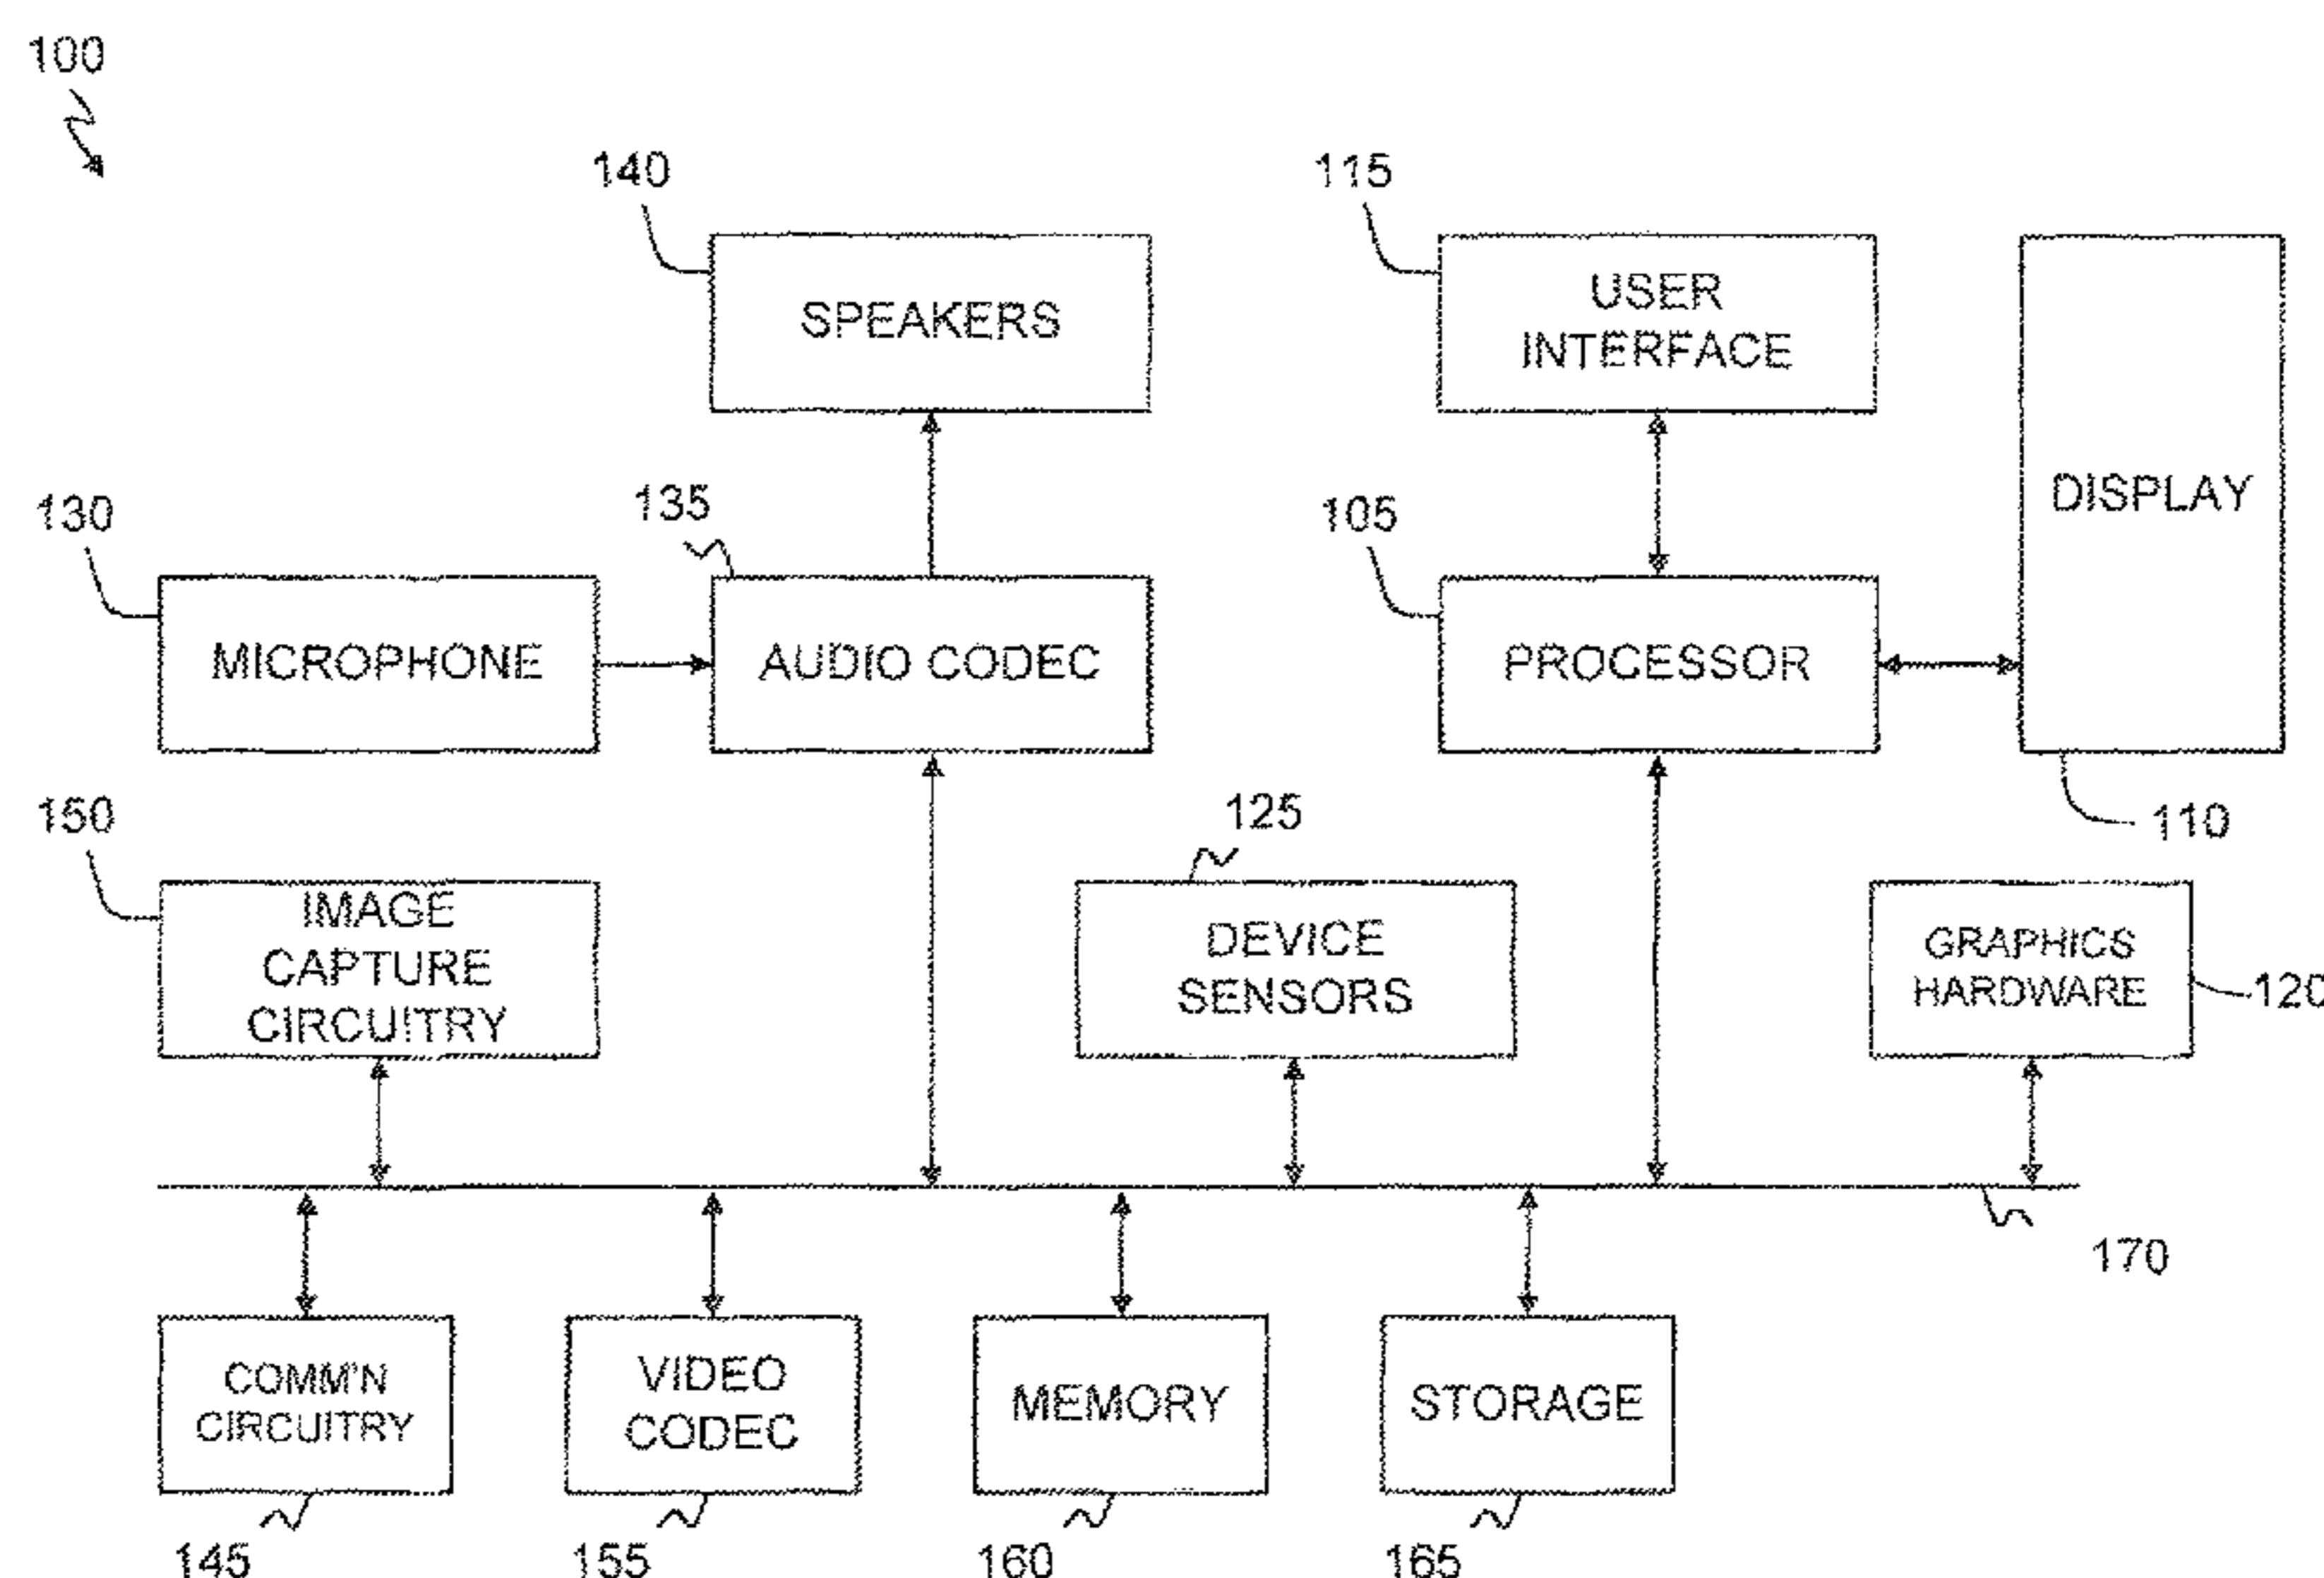 100
140
115
SPEAKERS
USER
INTERFACE
DISPLAY
130
135
105
MICROPHONE
AUDIO CODEC
PROCESSOR
110
150
125
IMAGE
CAPTURE
CIRCUITRY
DEVICE
SENSORS
GRAPHICS
HARDWARE
120
170
COMM'N
CIRCUITRY
VIDEO
CODEC
MEMORY
STORAGE
145
155
160
165